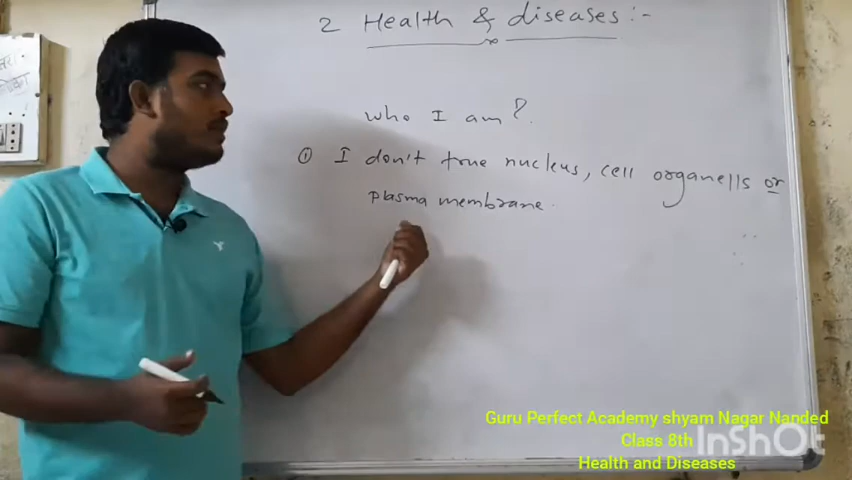 2 Health & diseases :-
who I am ?
① I don't true nucleus, cell organells or
plasma membrane.
Guru Perfect Academy shyam Nagar Nanded
Class 8th
InShOt
Health and Diseases